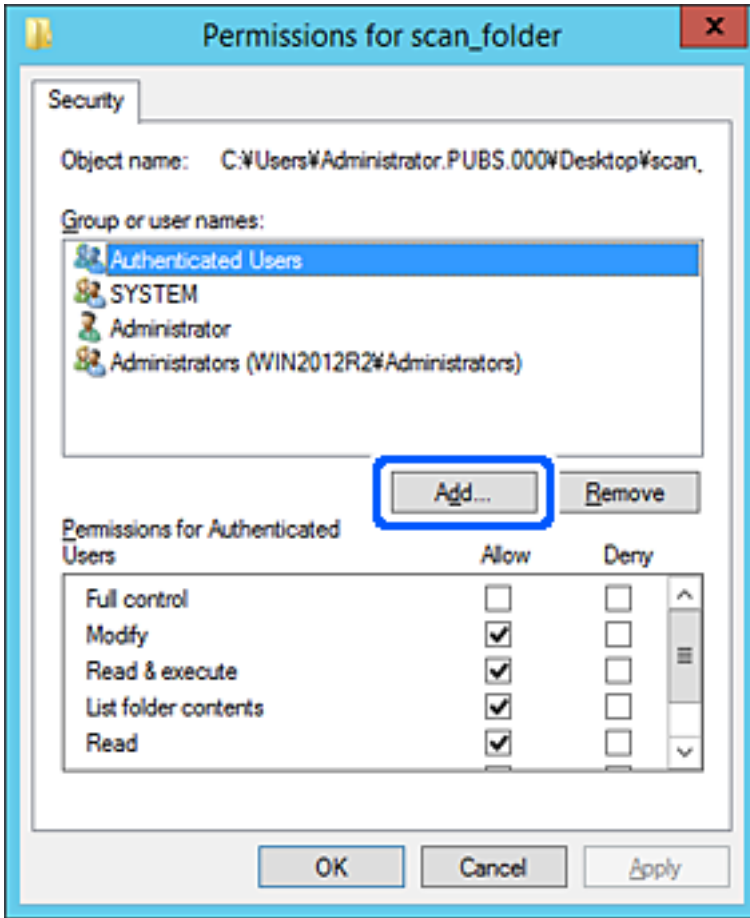 Permissions for scan_folder
x
Security
Object name: C:¥Users¥Administrator.PUBS.000¥Desktop¥scan_
Group or user names:
Authenticated Users
SYSTEM
Administrator
Administrators (WIN2012R2¥Administrators)
Add... Remove
Permissions for Authenticated
Users Allow Deny
Full control
Modify
Read & execute
List folder contents
Read
OK Cancel Apply